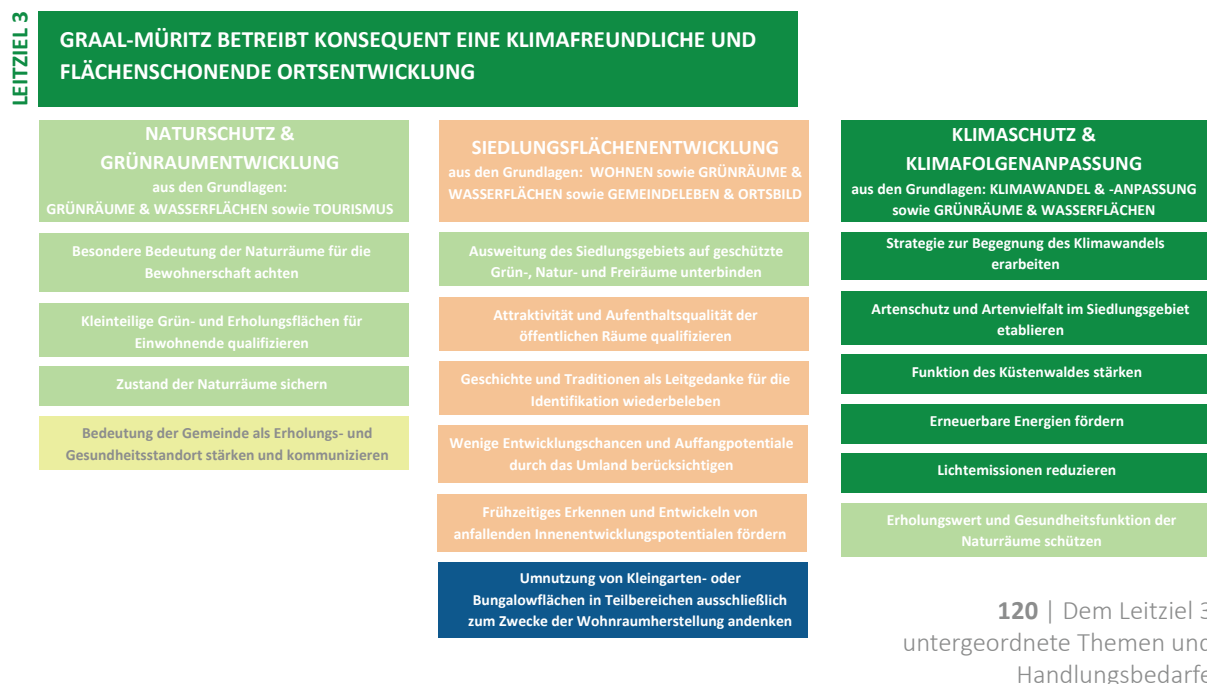 LEITZIEL 3
GRAAL-MÜRITZ BETREIBT KONSEQUENT EINE KLIMAFREUNDLICHE UND
FLÄCHENSCHONENDE ORTSENTWICKLUNG
NATURSCHUTZ &
GRÜNRAUMENTWICKLUNG
aus den Grundlagen:
GRÜNRÄUME & WASSERFLÄCHEN sowie TOURISMUS
Besondere Bedeutung der Naturräume für die
Bewohnerschaft achten
Kleinteilige Grün- und Erholungsflächen für
Einwohnende qualifizieren
Zustand der Naturräume sichern
Bedeutung der Gemeinde als Erholungs- und
Gesundheitsstandort stärken und kommunizieren
SIEDLUNGSFLÄCHENENTWICKLUNG
aus den Grundlagen: WOHNEN sowie GRÜNRÄUME &
WASSERFLÄCHEN sowie GEMEINDELEBEN & ORTSBILD
Ausweitung des Siedlungsgebiets auf geschützte
Grün-, Natur- und Freiräume unterbinden
Attraktivität und Aufenthaltsqualität der
öffentlichen Räume qualifizieren
Geschichte und Traditionen als Leitgedanke für die
Identifikation wiederbeleben
Wenige Entwicklungschancen und Auffangpotentiale
durch das Umland berücksichtigen
Frühzeitiges Erkennen und Entwickeln von
anfallenden Innenentwicklungspotentialen fördern
Umnutzung von Kleingarten- oder
Bungalowflächen in Teilbereichen ausschließlich
zum Zwecke der Wohnraumherstellung andenken
KLIMASCHUTZ &
KLIMAFOLGENANPASSUNG
aus den Grundlagen: KLIMAWANDEL & -ANPASSUNG
sowie GRÜNRÄUME & WASSERFLÄCHEN
Strategie zur Begegnung des Klimawandels
erarbeiten
Artenschutz und Artenvielfalt im Siedlungsgebiet
etablieren
Funktion des Küstenwaldes stärken
Erneuerbare Energien fördern
Lichtemissionen reduzieren
Erholungswert und Gesundheitsfunktion der
Naturräume schützen
120 | Dem Leitziel 3
untergeordnete Themen und
Handlungsbedarfe